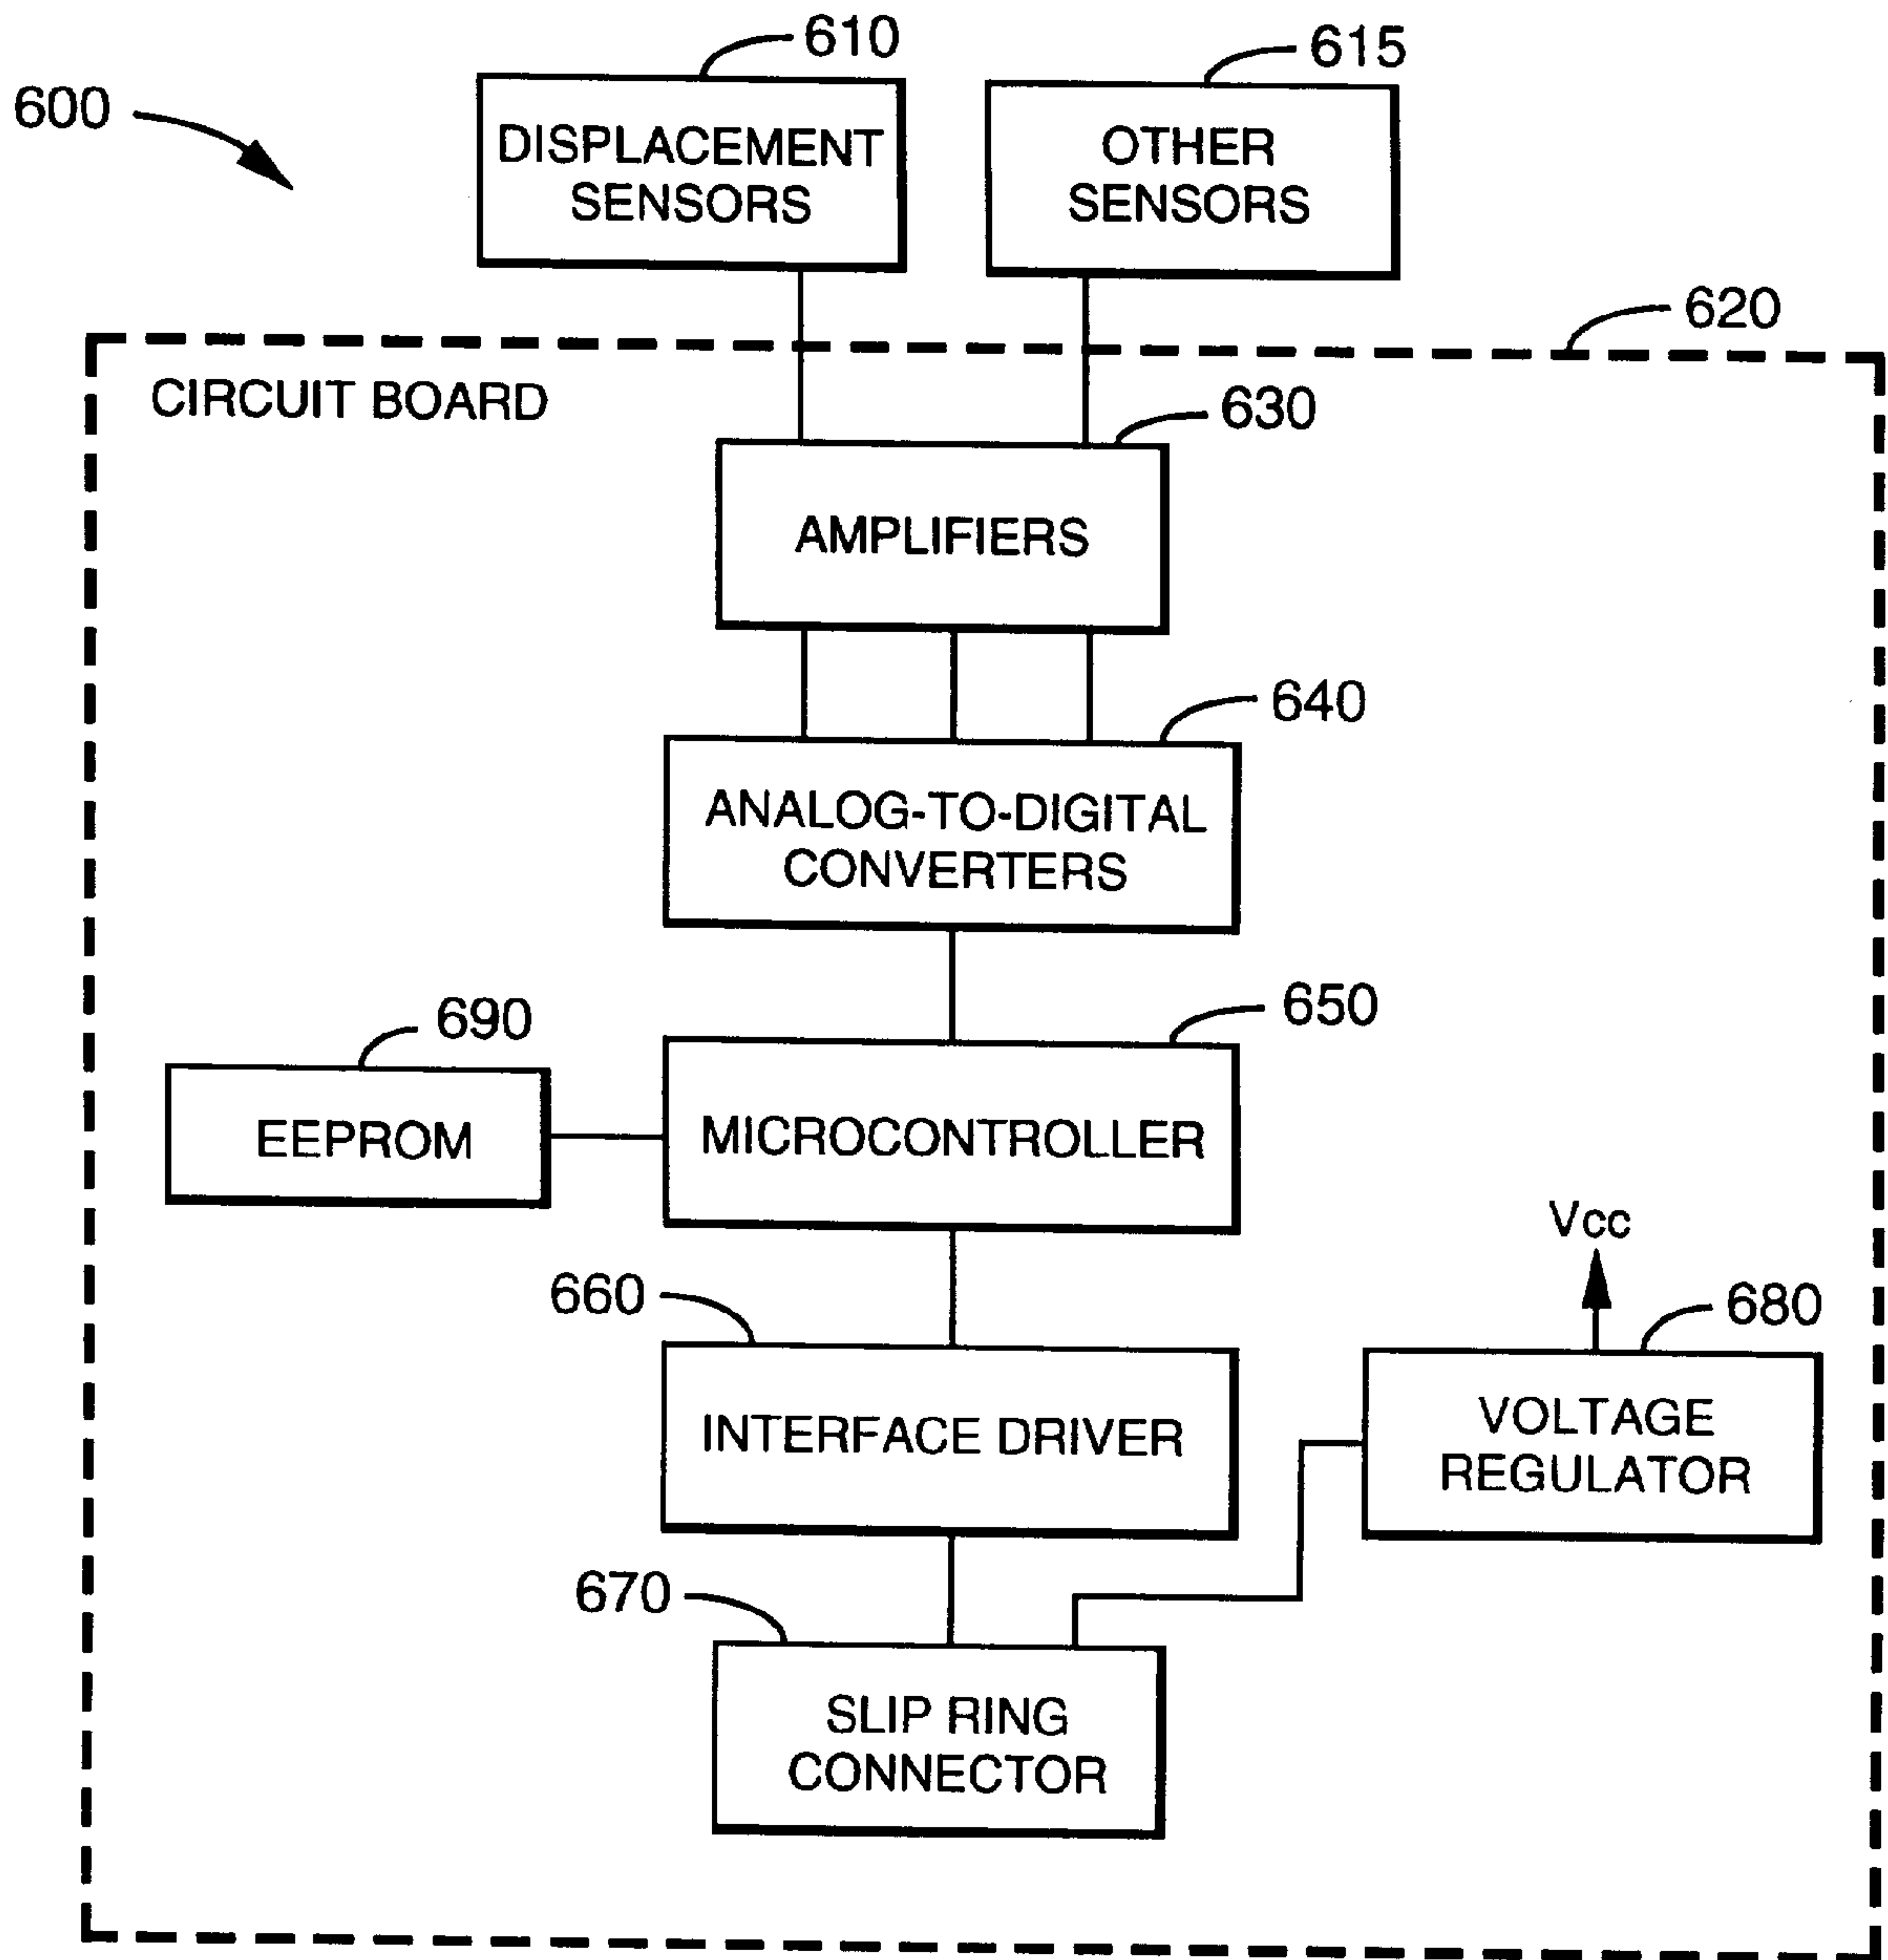 600
610
615
DISPLACEMENT
SENSORS
OTHER
SENSORS
620
CIRCUIT BOARD
630
AMPLIFIERS
640
ANALOG-TO-DIGITAL
CONVERTERS
690
650
EEPROM
MICROCONTROLLER
Vcc
660
680
INTERFACE DRIVER
VOLTAGE
REGULATOR
670
SLIP RING
CONNECTOR